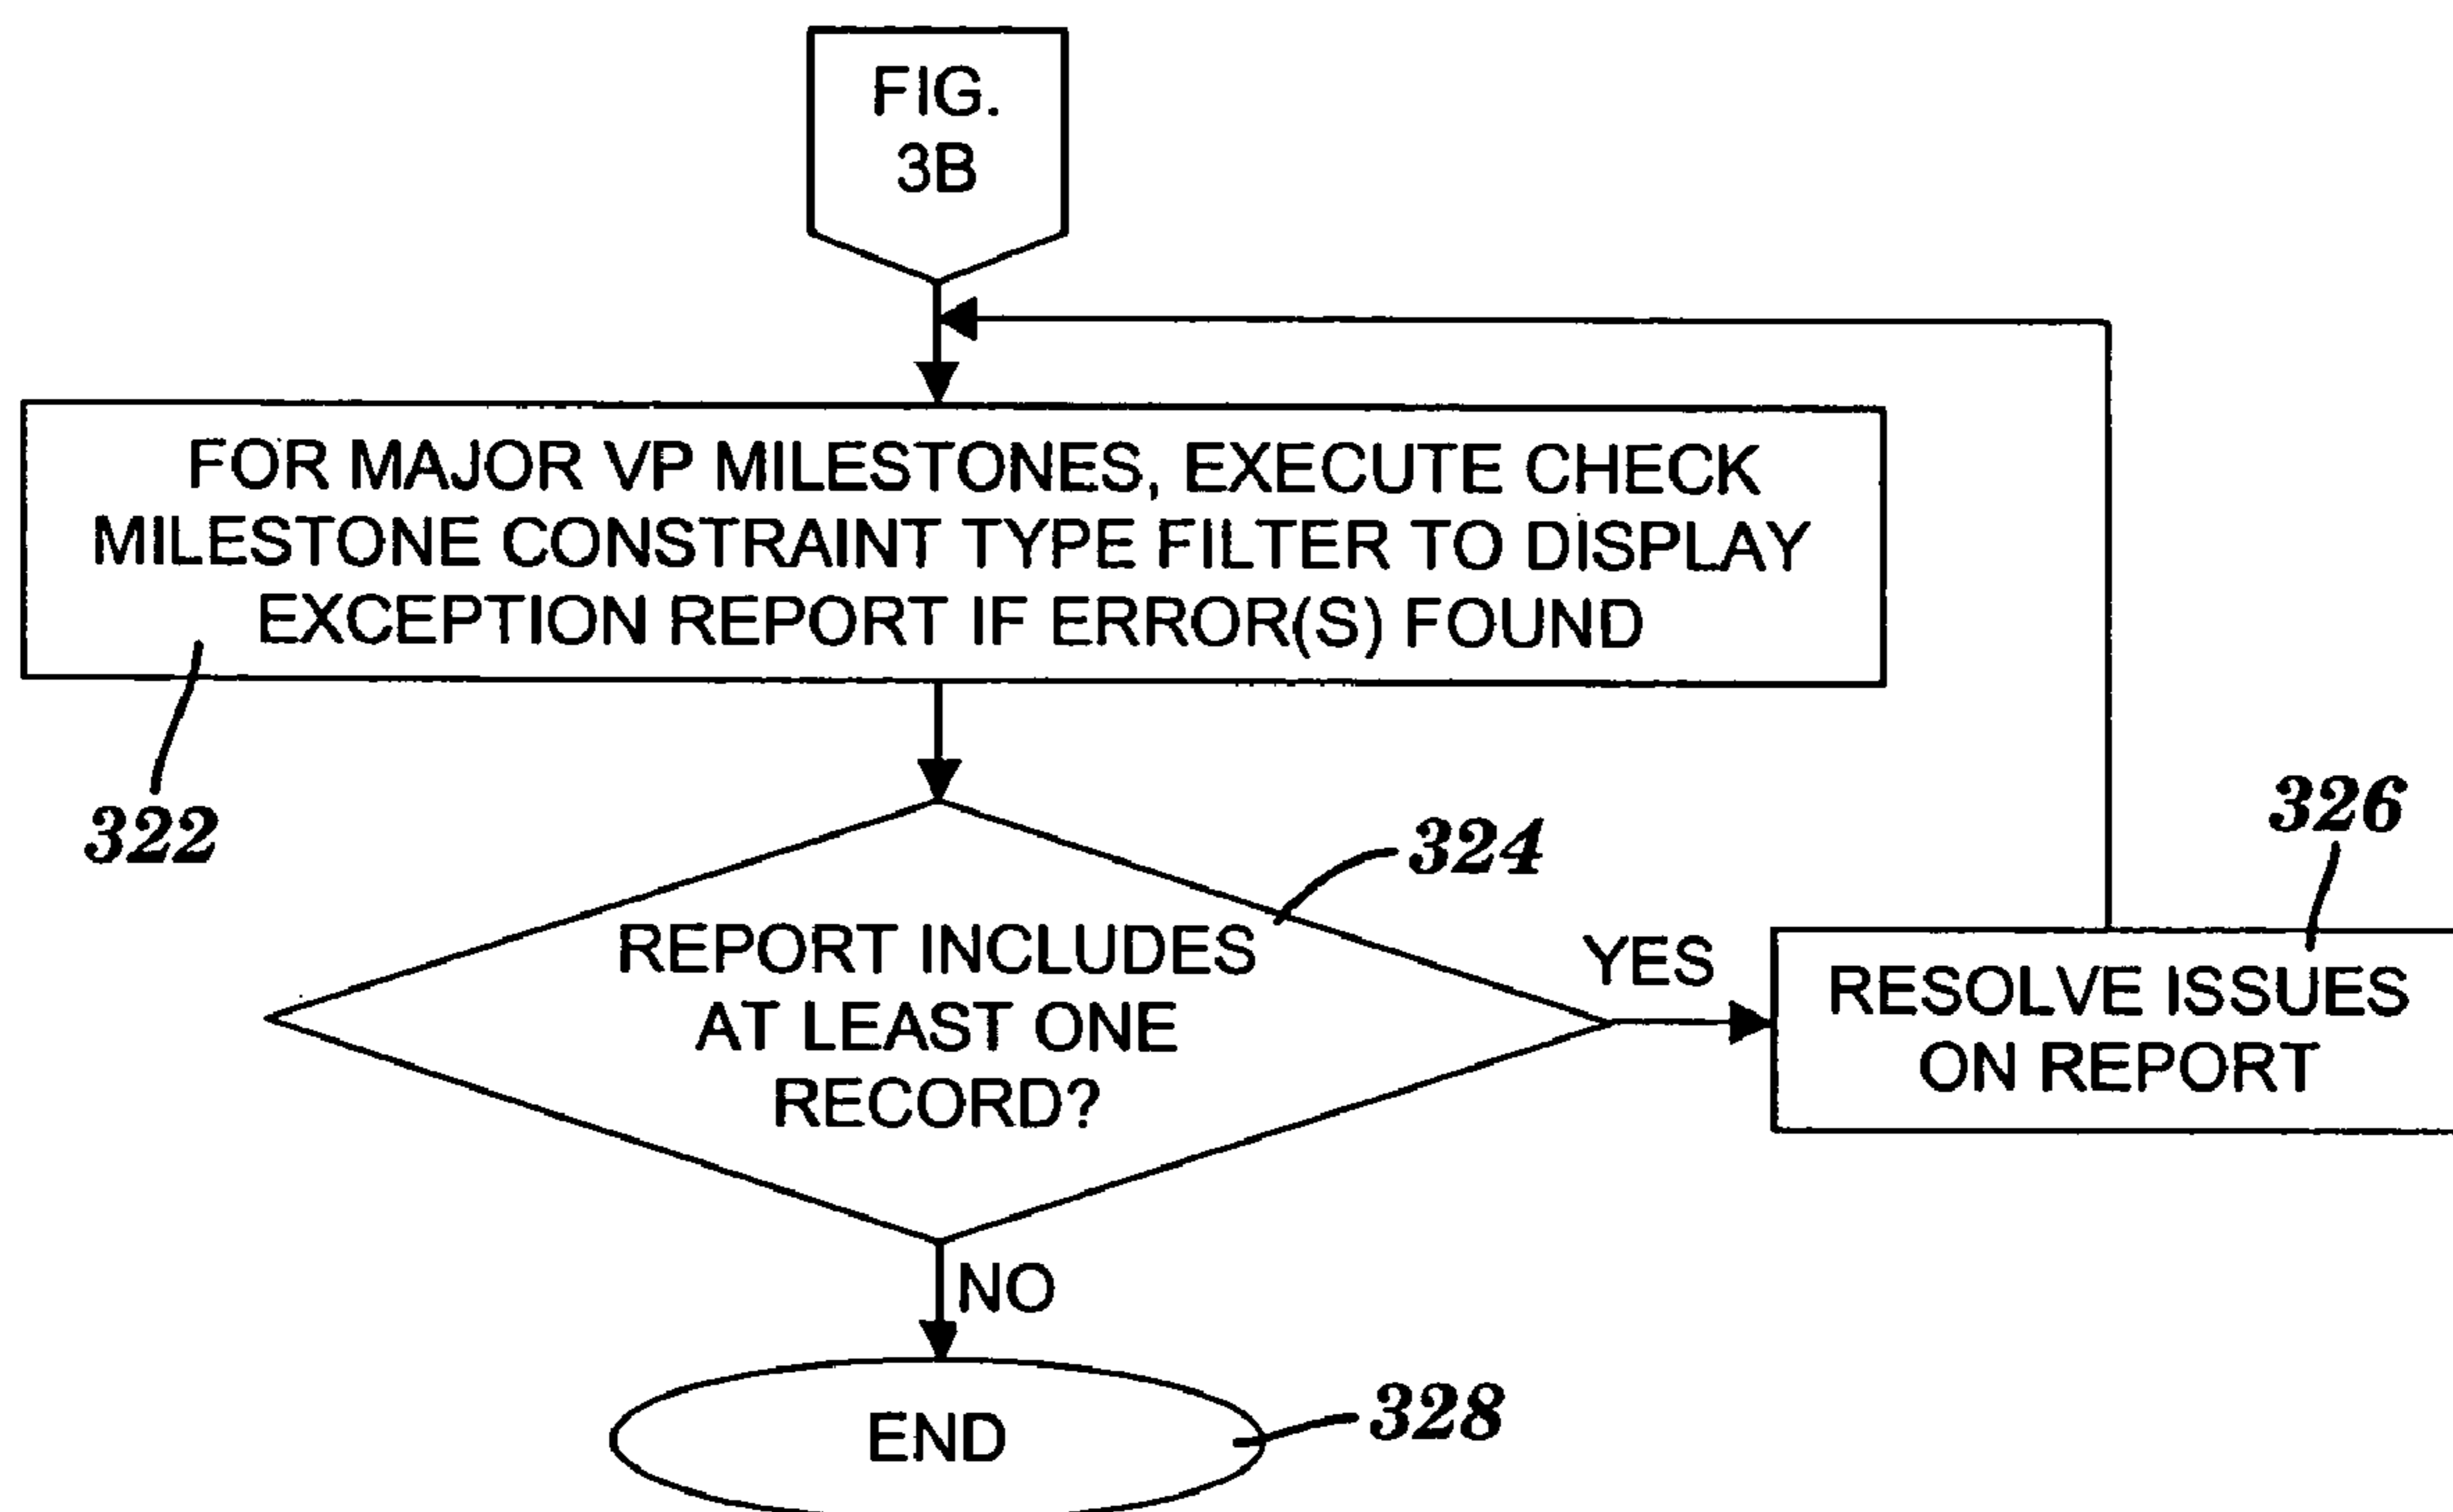 FIG.
3B
FOR MAJOR VP MILESTONES, EXECUTE CHECK
MILESTONE CONSTRAINT TYPE FILTER TO DISPLAY
EXCEPTION REPORT IF ERROR(S) FOUND
322
324
326
REPORT INCLUDES
AT LEAST ONE
RECORD?
YES
RESOLVE ISSUES
ON REPORT
NO
END
328